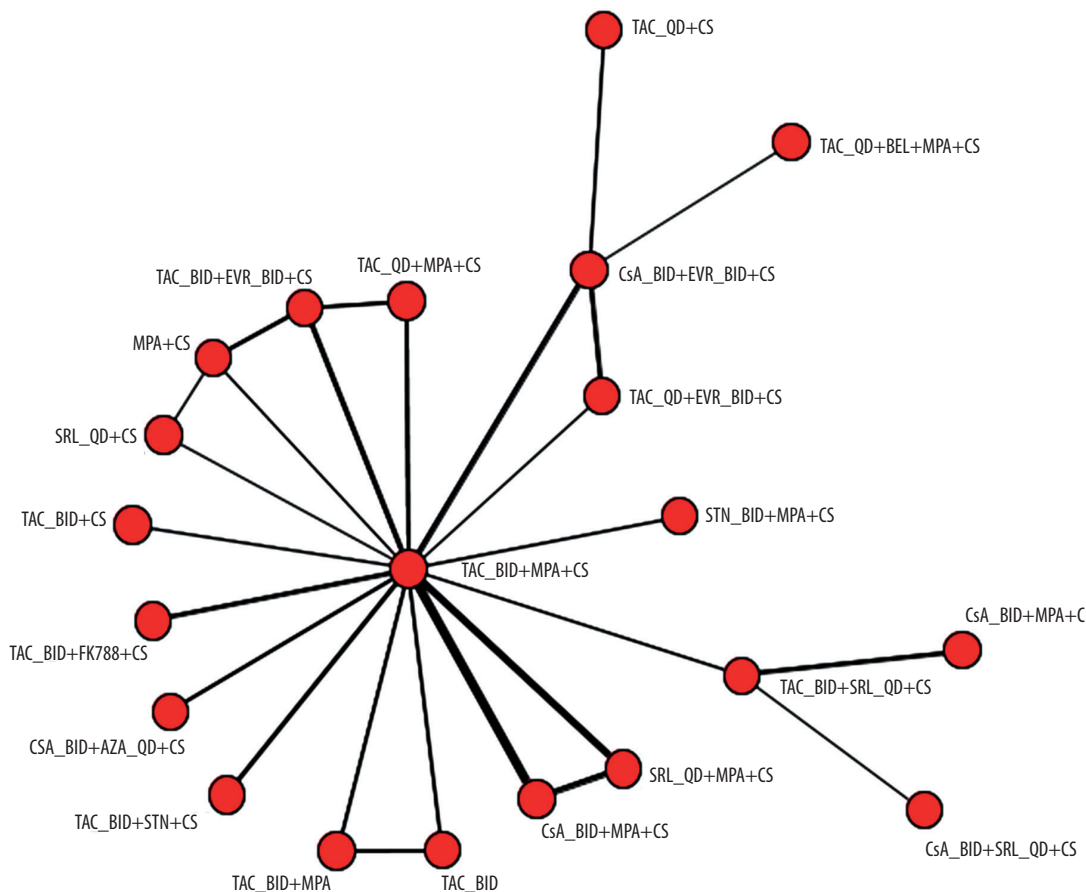 TAC_QD+CS
TAC_QD+BEL+MPA+CS
CsA_BID+EVR_BID+CS
TAC_BID+EVR_BID+CS
TAC_QD+MPA+CS
MPA+CS
TAC_QD+EVR_BID+CS
SRL_QD+CS
TAC_BID+CS
STN_BID+MPA+CS
TAC_BID+MPA+CS
CsA_BID+MPA+C
TAC_BID+FK788+CS
TAC_BID+SRL_QD+CS
CSA_BID+AZA_QD+CS
SRL_QD+MPA+CS
TAC_BID+STN+CS
CsA_BID+MPA+CS
CsA_BID+SRL_QD+CS
TAC_BID+MPA
TAC_BID